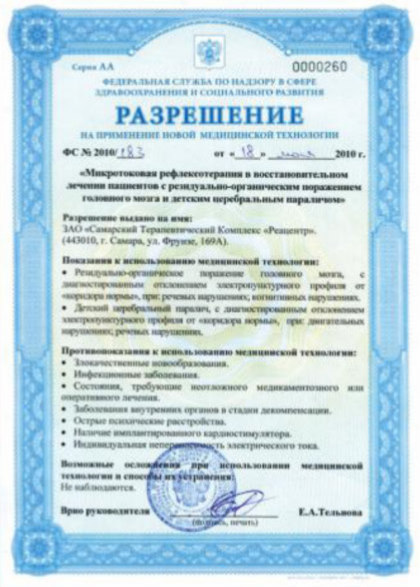 Серия АА
0000260
ФЕДЕРАЛЬНАЯ СЛУЖБА ПО НАДЗОРУ В СФЕРЕ
ЗДРАВООХРАНЕНИЯ И СОЦИАЛЬНОГО РАЗВИТИЯ
РАЗРЕШЕНИЕ
НА ПРИМЕНЕНИЕ НОВОЙ МЕДИЦИНСКОЙ ТЕХНОЛОГИИ
ФС № 2010/183 от «18» июня 2010 г.
«Микротоковая рефлексотерапия в восстановительном
лечении пациентов с резидуально-органическим поражением
головного мозга и детским церебральным параличом»
Разрешение выдано на имя:
ЗАО «Самарский Терапевтический Комплекс «Реацентр».
(443010, г. Самара, ул. Фрунзе, 169А).
Показания к использованию медицинской технологии:
• Резидуально-органическое поражение головного мозга, с
диагностированным отклонением электропунктурного профиля от
«коридора нормы», при: речевых нарушениях; когнитивных нарушениях.
• Детский церебральный паралич, с диагностированным отклонением
электропунктурного профиля от «коридора нормы», при: двигательных
нарушениях; речевых нарушениях.
Противопоказания к использованию медицинской технологии:
• Злокачественные новообразования.
• Инфекционные заболевания.
• Состояния, требующие неотложного медикаментозного или
оперативного лечения.
• Заболевания внутренних органов в стадии декомпенсации.
• Острые психические расстройства.
• Наличие имплантированного кардиостимулятора.
• Индивидуальная непереносимость электрического тока.
Возможные осложнения при использовании медицинской
технологии и способы их устранения:
Не наблюдаются.
Врио руководителя Е.А.Тельнова
(подпись, печать)